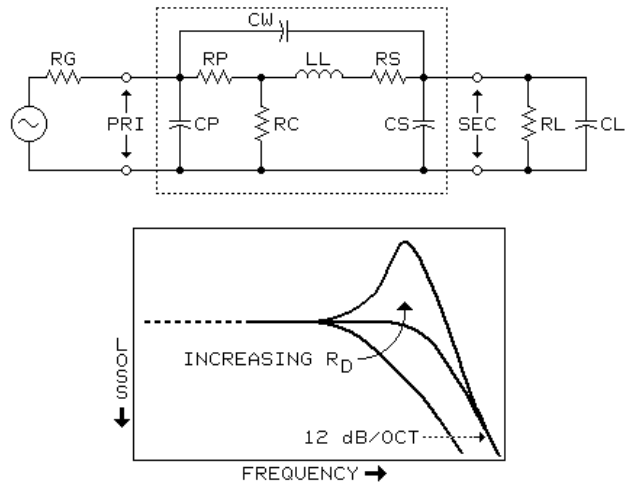 CW
RG
RP
LL
RS
PRI
CP
RC
CS
SEC
RL
CL
LOSS
INCREASING RD
12 dB/OCT
FREQUENCY